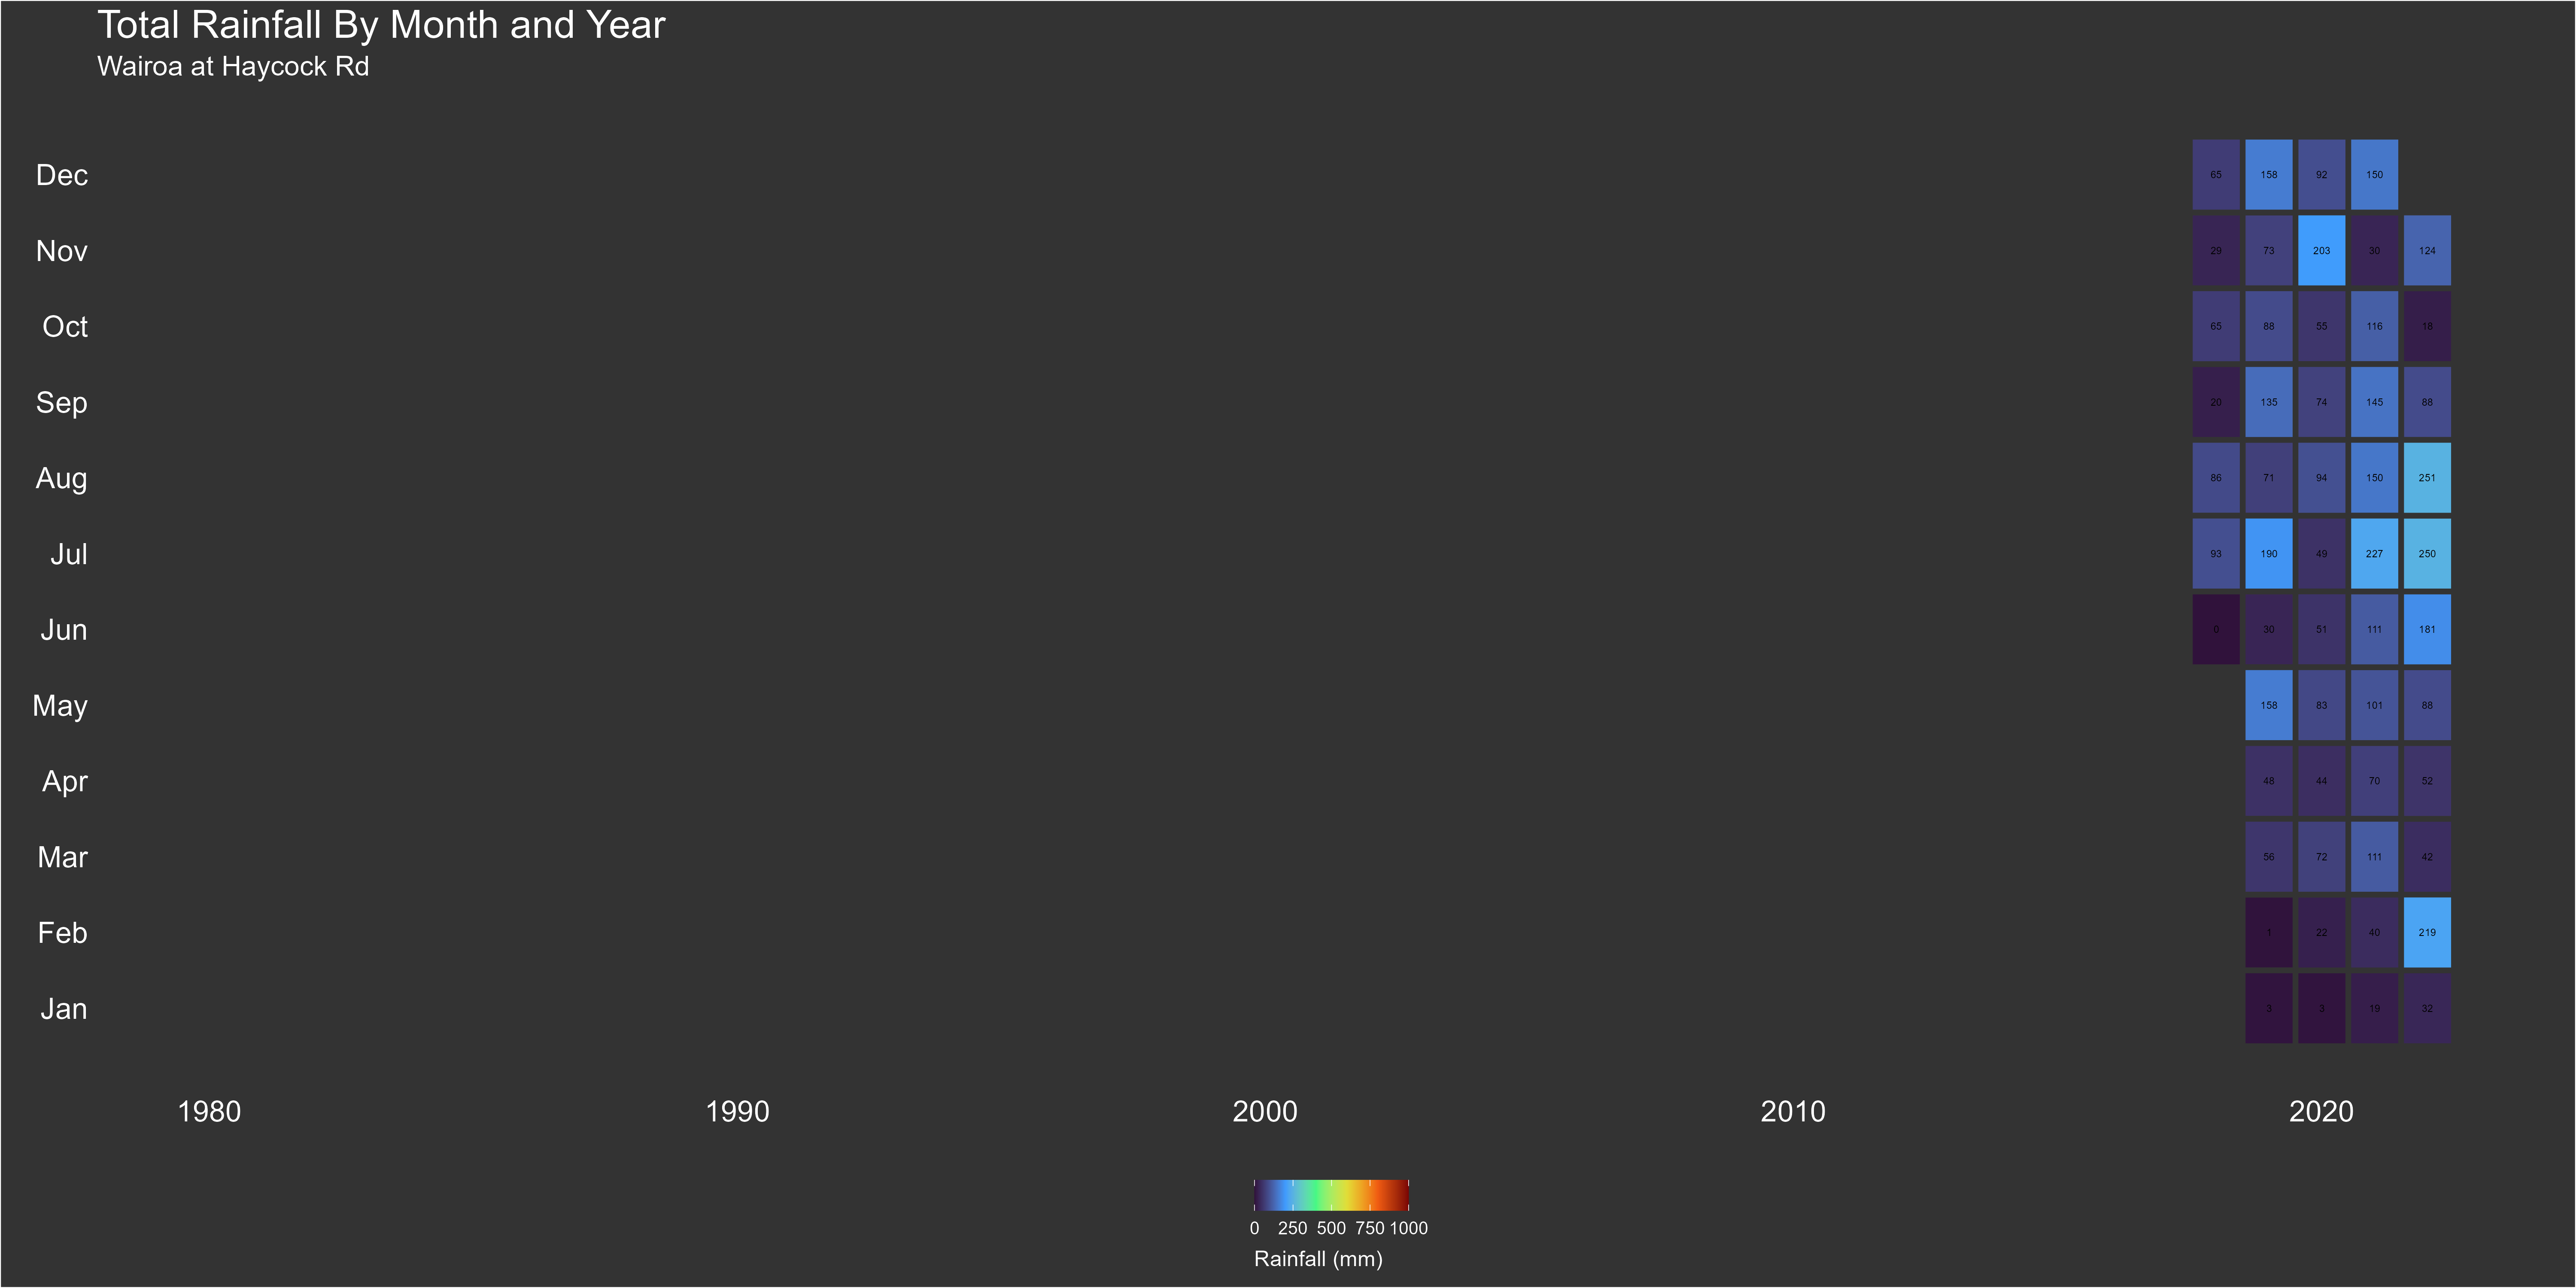 Total Rainfall By Month and Year
Wairoa at Haycock Rd
Dec 65 158 92 150
Nov 29 73 203 30 124
Oct 65 88 55 116 18
Sep 20 135 74 145 88
Aug 86 71 94 150 251
Jul 93 190 49 227 250
Jun 0 30 51 111 181
May 158 83 101 88
Apr 48 44 70 52
Mar 56 72 111 42
Feb 1 22 40 219
Jan 3 3 19 32
1980 1990 2000 2010 2020
0 250 500 750 1000
Rainfall (mm)